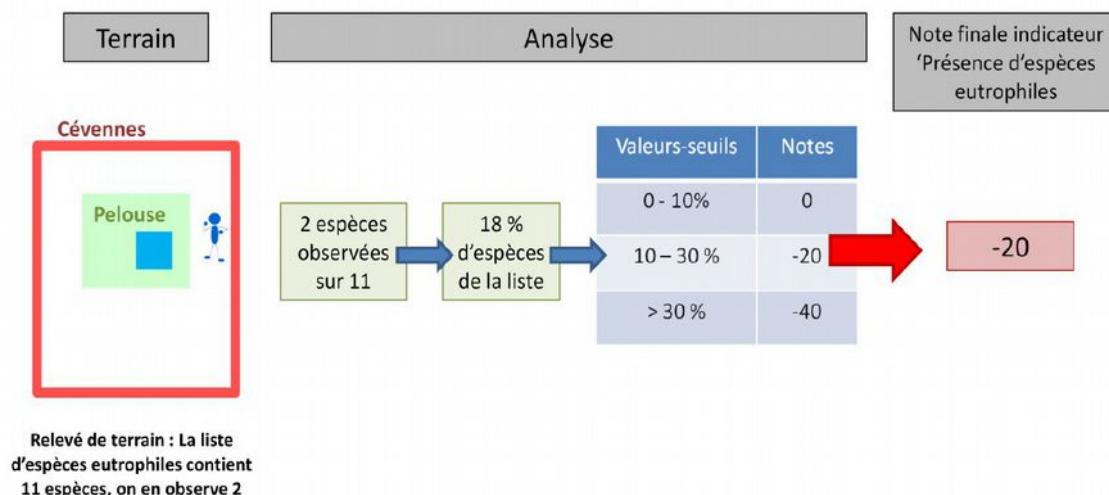 Terrain
Analyse
Note finale indicateur
‘Présence d’espèces
eutrophiles
Cévennes
Pelouse
2 espèces
observées
sur 11
18 %
d’espèces
de la liste
Valeurs-seuils Notes
0 - 10% 0
10 – 30 % -20
> 30 % -40
-20
Relevé de terrain : La liste
d’espèces eutrophiles contient
11 espèces, on en observe 2